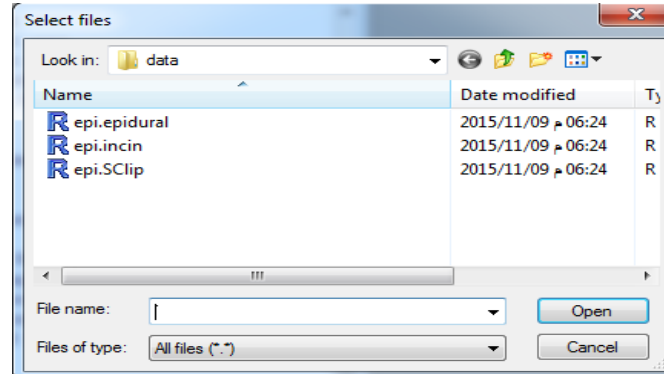 Select files
Look in: data
Name Date modified Ty
epi.epidural 2015/11/09 م 06:24 R
epi.incin 2015/11/09 م 06:24 R
epi.SClip 2015/11/09 م 06:24 R
File name: Open
Files of type: All files (*.*) Cancel